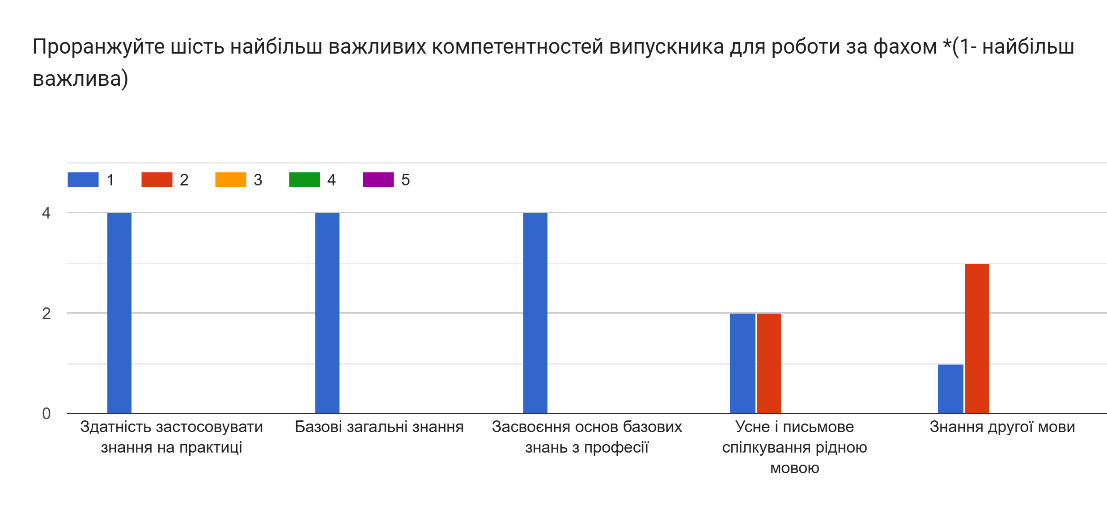 Проранжуйте шість найбільш важливих компетентностей випускника для роботи за фахом *(1- найбільш
важлива)
1 2 3 4 5
4
2
0
Здатність застосовувати
знання на практиці
Базові загальні знання
Засвоєння основ базових
знань з професії
Усне і письмове
спілкування рідною
мовою
Знання другої мови